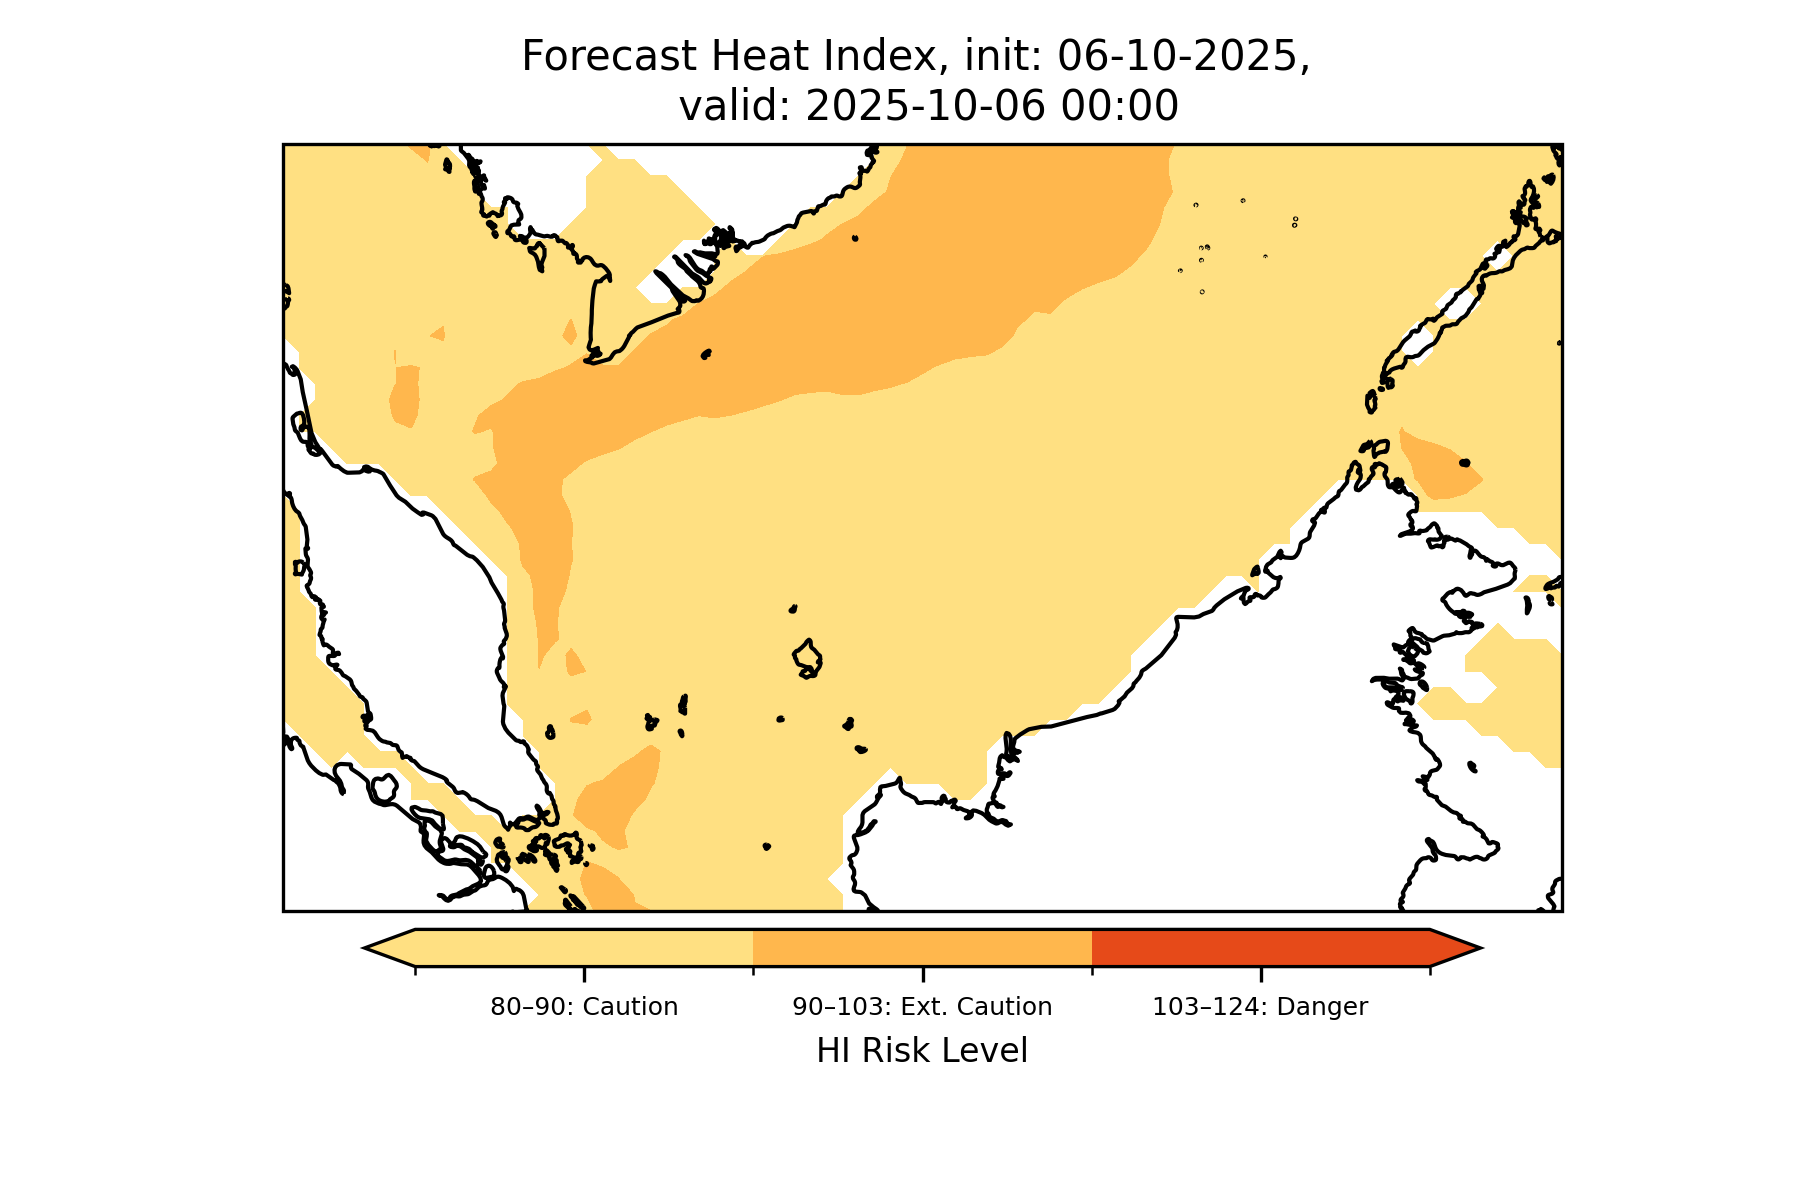 Forecast Heat Index, init: 06-10-2025,
valid: 2025-10-06 00:00
80–90: Caution
90–103: Ext. Caution
103–124: Danger
HI Risk Level